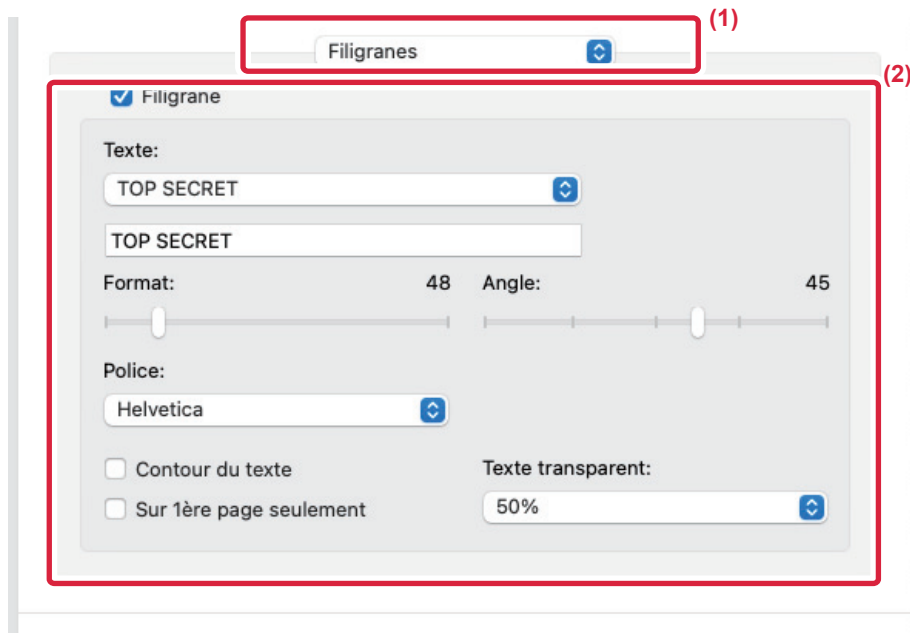 (1)
Filigranes
(2)
Filigrane
Texte:
TOP SECRET
TOP SECRET
Format: 48 Angle: 45
Police:
Helvetica
Contour du texte Texte transparent:
Sur 1ère page seulement 50%